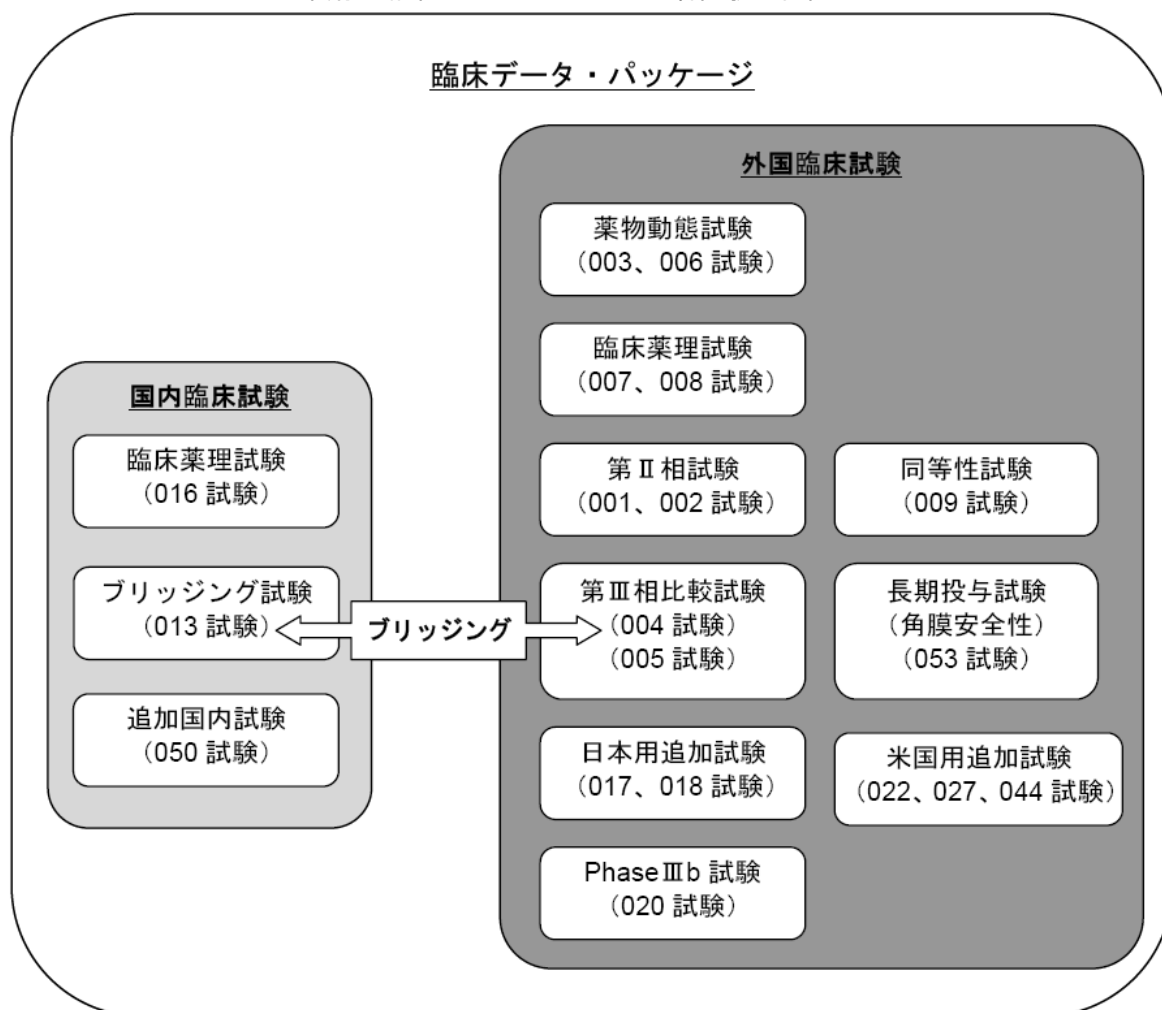 臨床データ・パッケージ
国内臨床試験
臨床薬理試験
（016 試験）
ブリッジング試験
（013 試験）
追加国内試験
（050 試験）
ブリッジング
外国臨床試験
薬物動態試験
（003、006 試験）
臨床薬理試験
（007、008 試験）
第Ⅱ相試験
（001、002 試験）
同等性試験
（009 試験）
第Ⅲ相比較試験
（004 試験）
（005 試験）
長期投与試験
（角膜安全性）
（053 試験）
日本用追加試験
（017、018 試験）
米国用追加試験
（022、027、044 試験）
PhaseⅢb 試験
（020 試験）